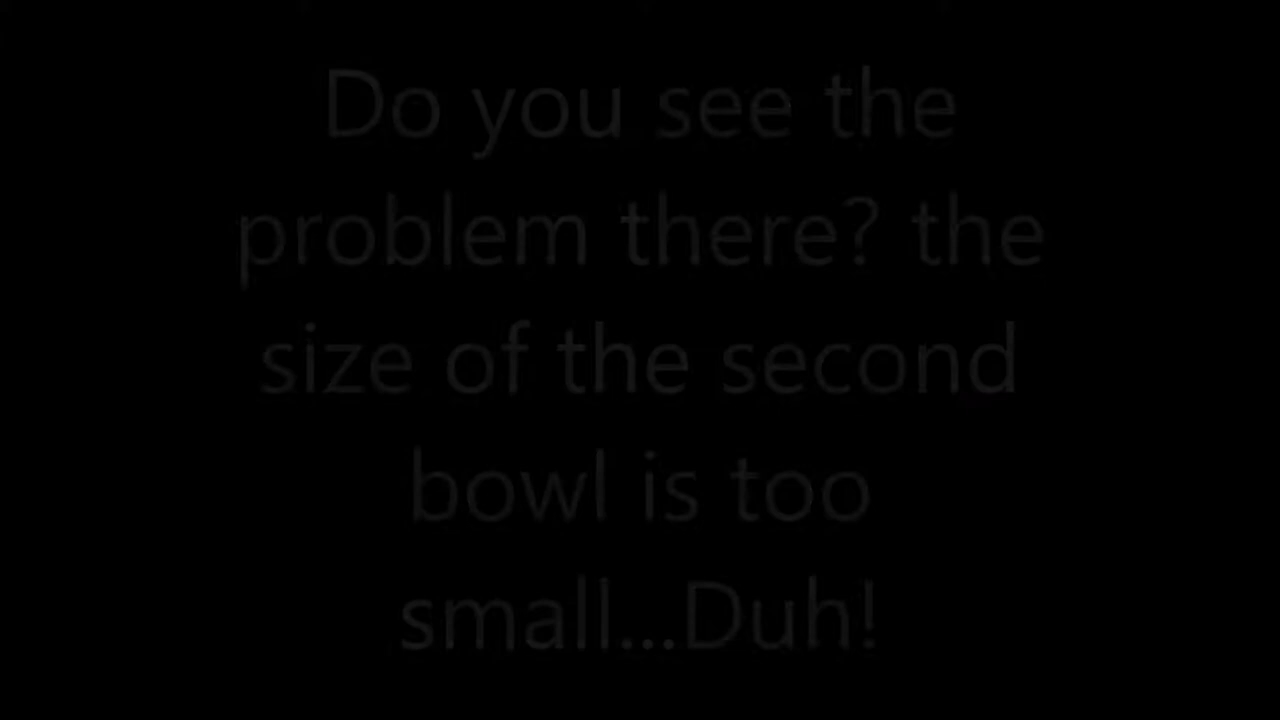 Do you see the
problem there? the
size of the second
bowl is too
small...Duh!